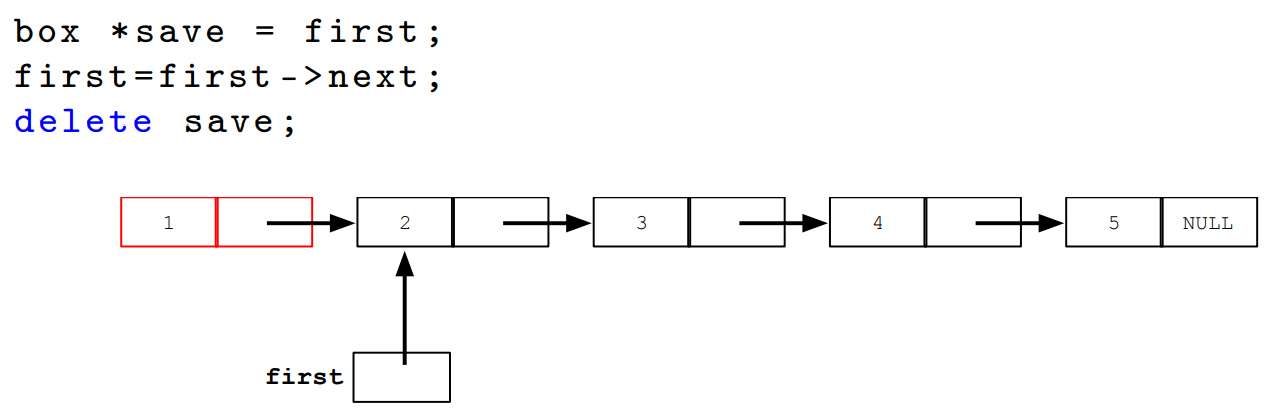 box *save = first;
first=first->next;
delete save;
1 2 3 4 5 NULL
first